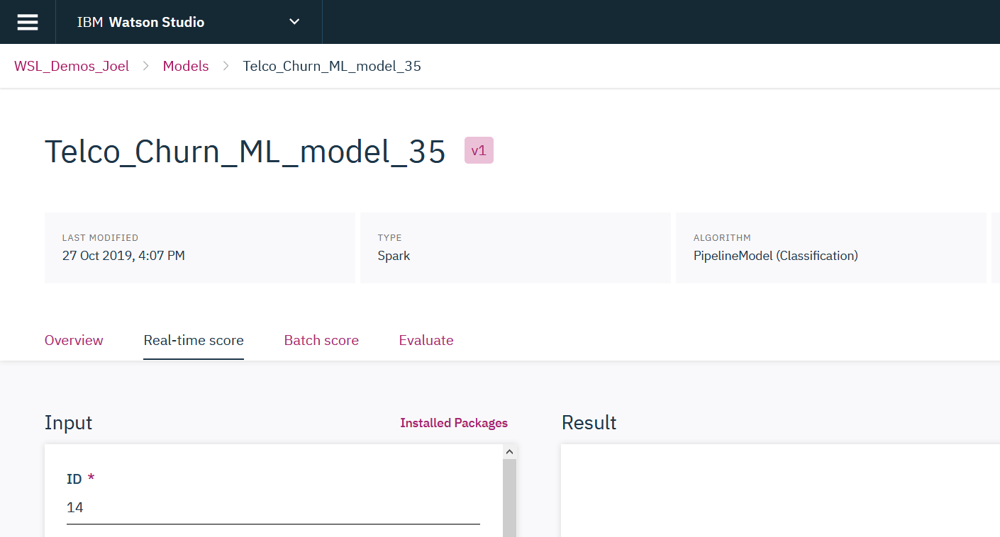 IBM Watson Studio
WSL_Demos_Joel > Models > Telco_Churn_ML_model_35
Telco_Churn_ML_model_35 v1
LAST MODIFIED
27 Oct 2019, 4:07 PM
TYPE
Spark
ALGORITHM
PipelineModel (Classification)
Overview Real-time score Batch score Evaluate
Input Installed Packages Result
ID *
14